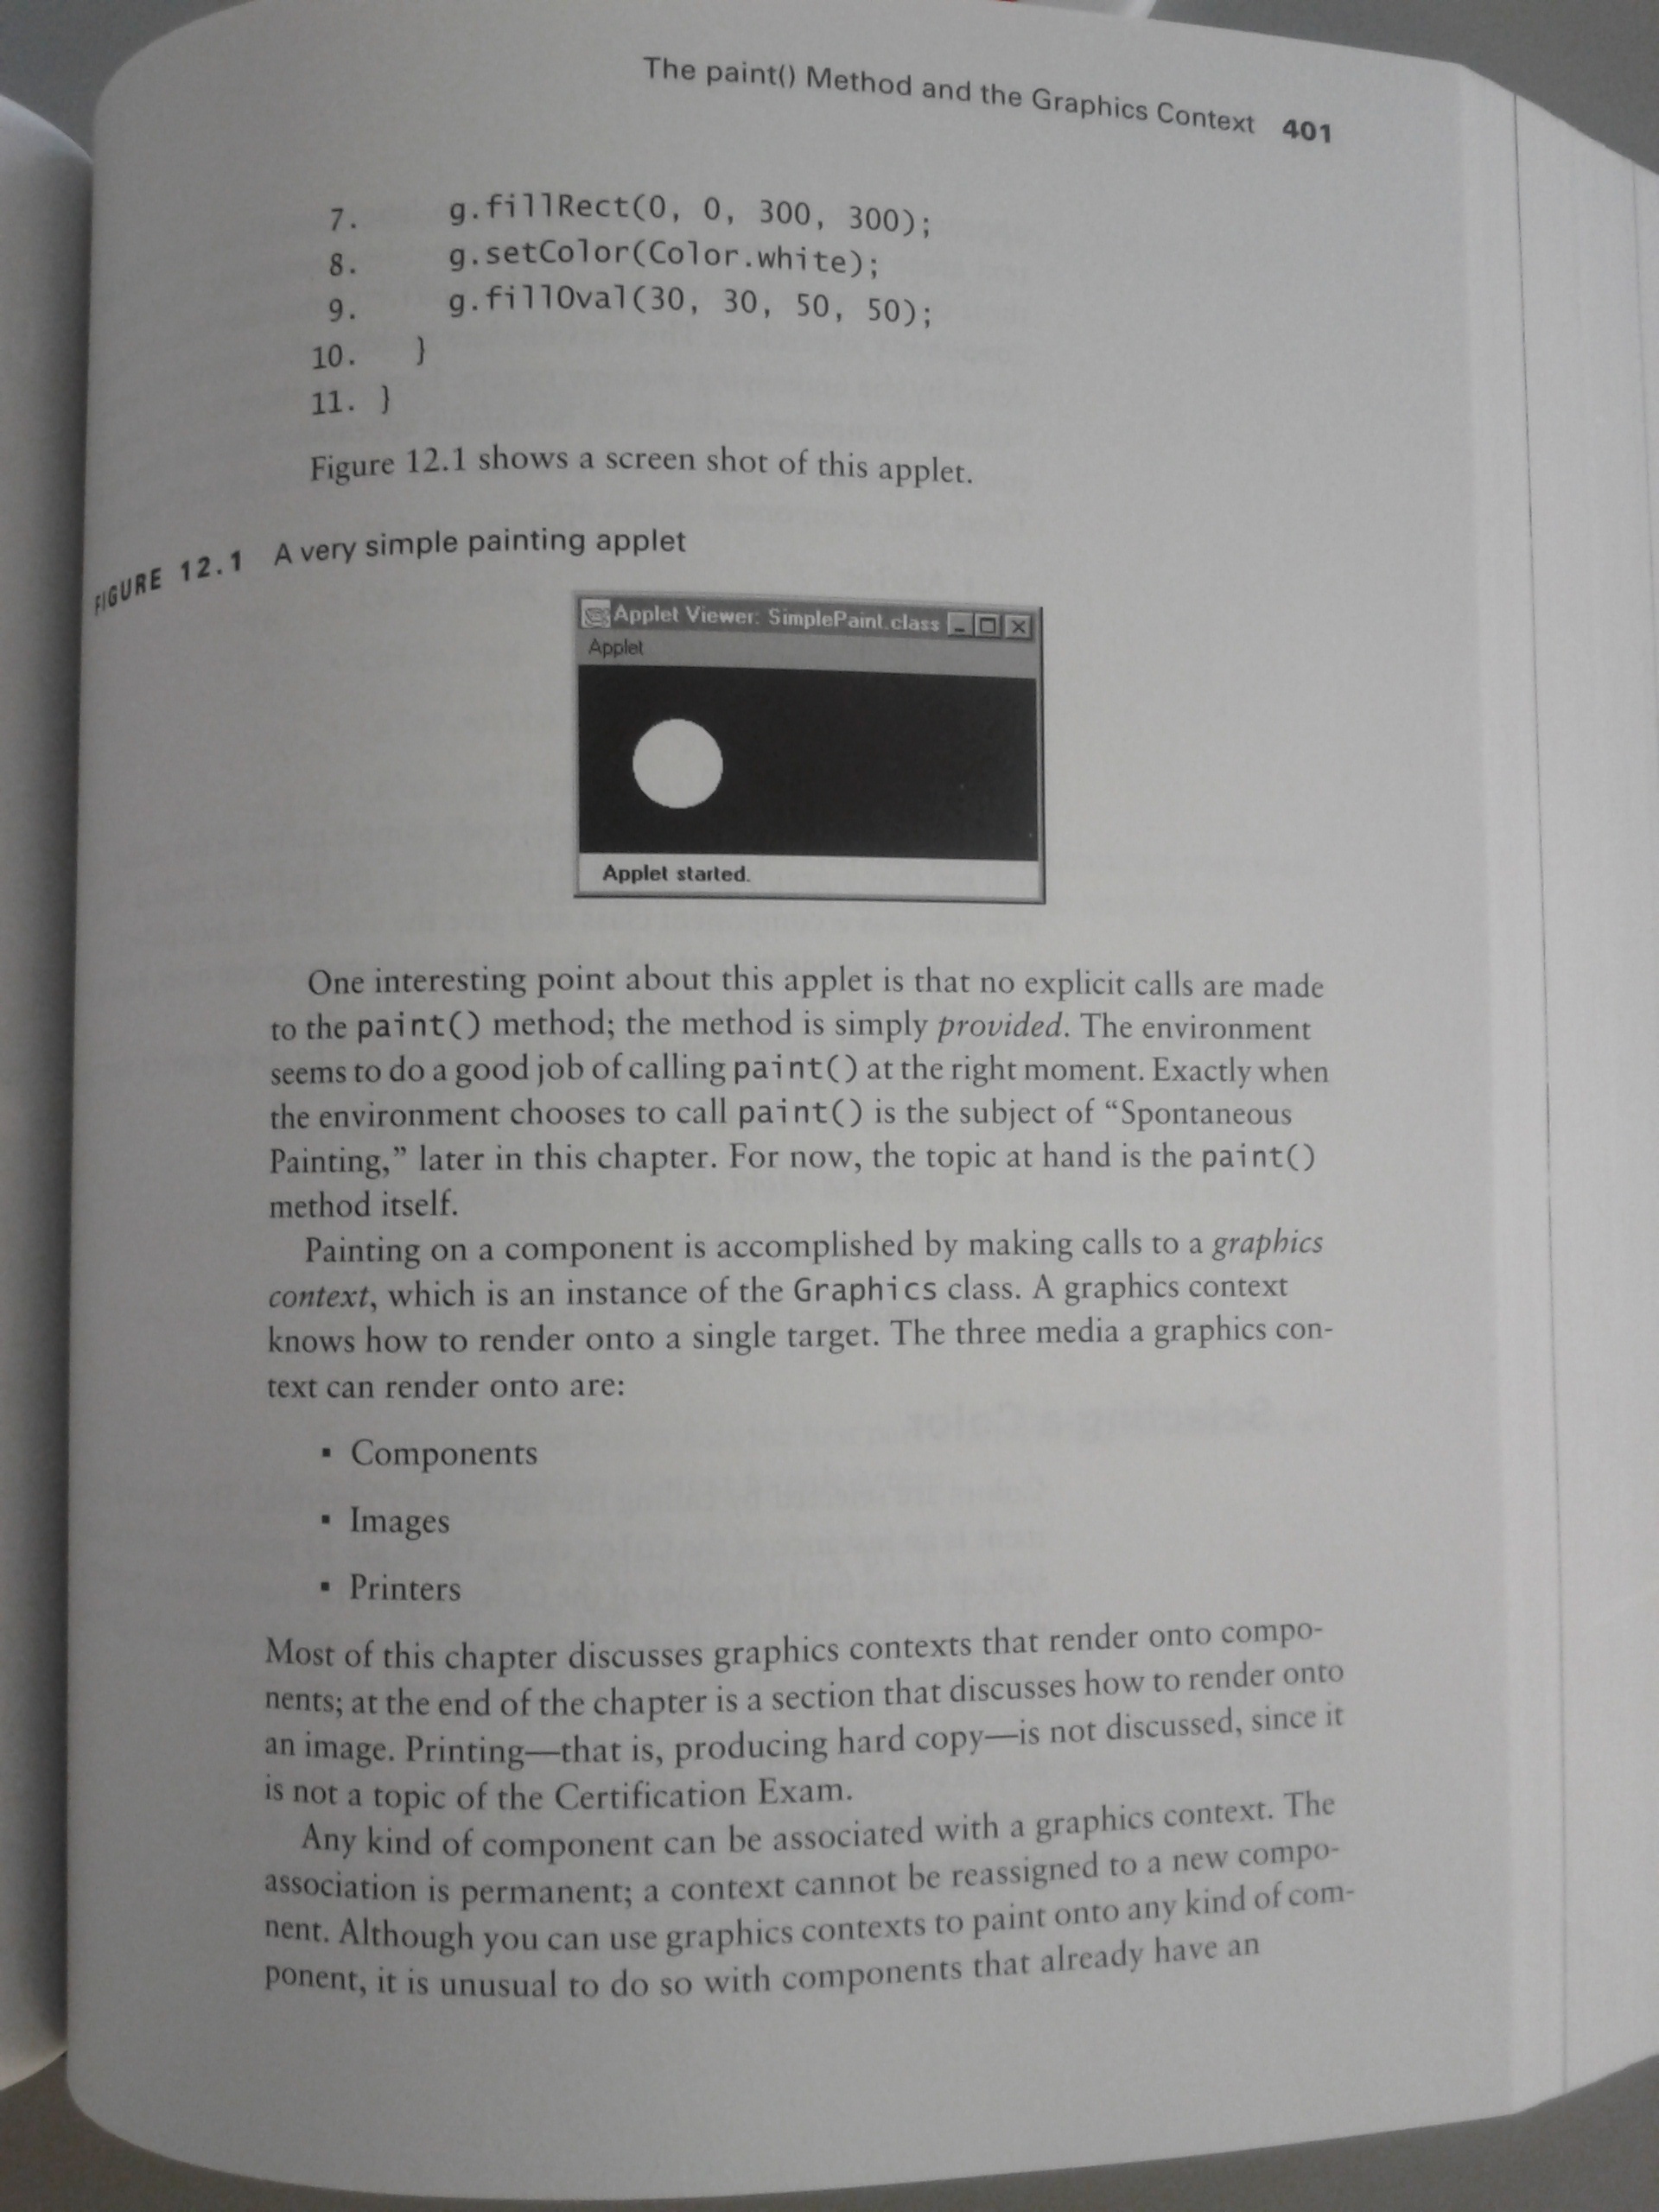 The paint() Method and the Graphics Context 401
7. g.fillRect(0, 0, 300, 300);
8. g.setColor(Color.white);
9. g.fillOval(30, 30, 50, 50);
10. }
11. }
Figure 12.1 shows a screen shot of this applet.
FIGURE 12.1 A very simple painting applet
Applet Viewer: SimplePaint.class
Applet
Applet started.
One interesting point about this applet is that no explicit calls are made
to the paint() method; the method is simply provided. The environment
seems to do a good job of calling paint() at the right moment. Exactly when
the environment chooses to call paint() is the subject of “Spontaneous
Painting,” later in this chapter. For now, the topic at hand is the paint()
method itself.
Painting on a component is accomplished by making calls to a graphics
context, which is an instance of the Graphics class. A graphics context
knows how to render onto a single target. The three media a graphics con-
text can render onto are:
▪ Components
▪ Images
▪ Printers
Most of this chapter discusses graphics contexts that render onto compo-
nents; at the end of the chapter is a section that discusses how to render onto
an image. Printing—that is, producing hard copy—is not discussed, since it
is not a topic of the Certification Exam.
Any kind of component can be associated with a graphics context. The
association is permanent; a context cannot be reassigned to a new compo-
nent. Although you can use graphics contexts to paint onto any kind of com-
ponent, it is unusual to do so with components that already have an